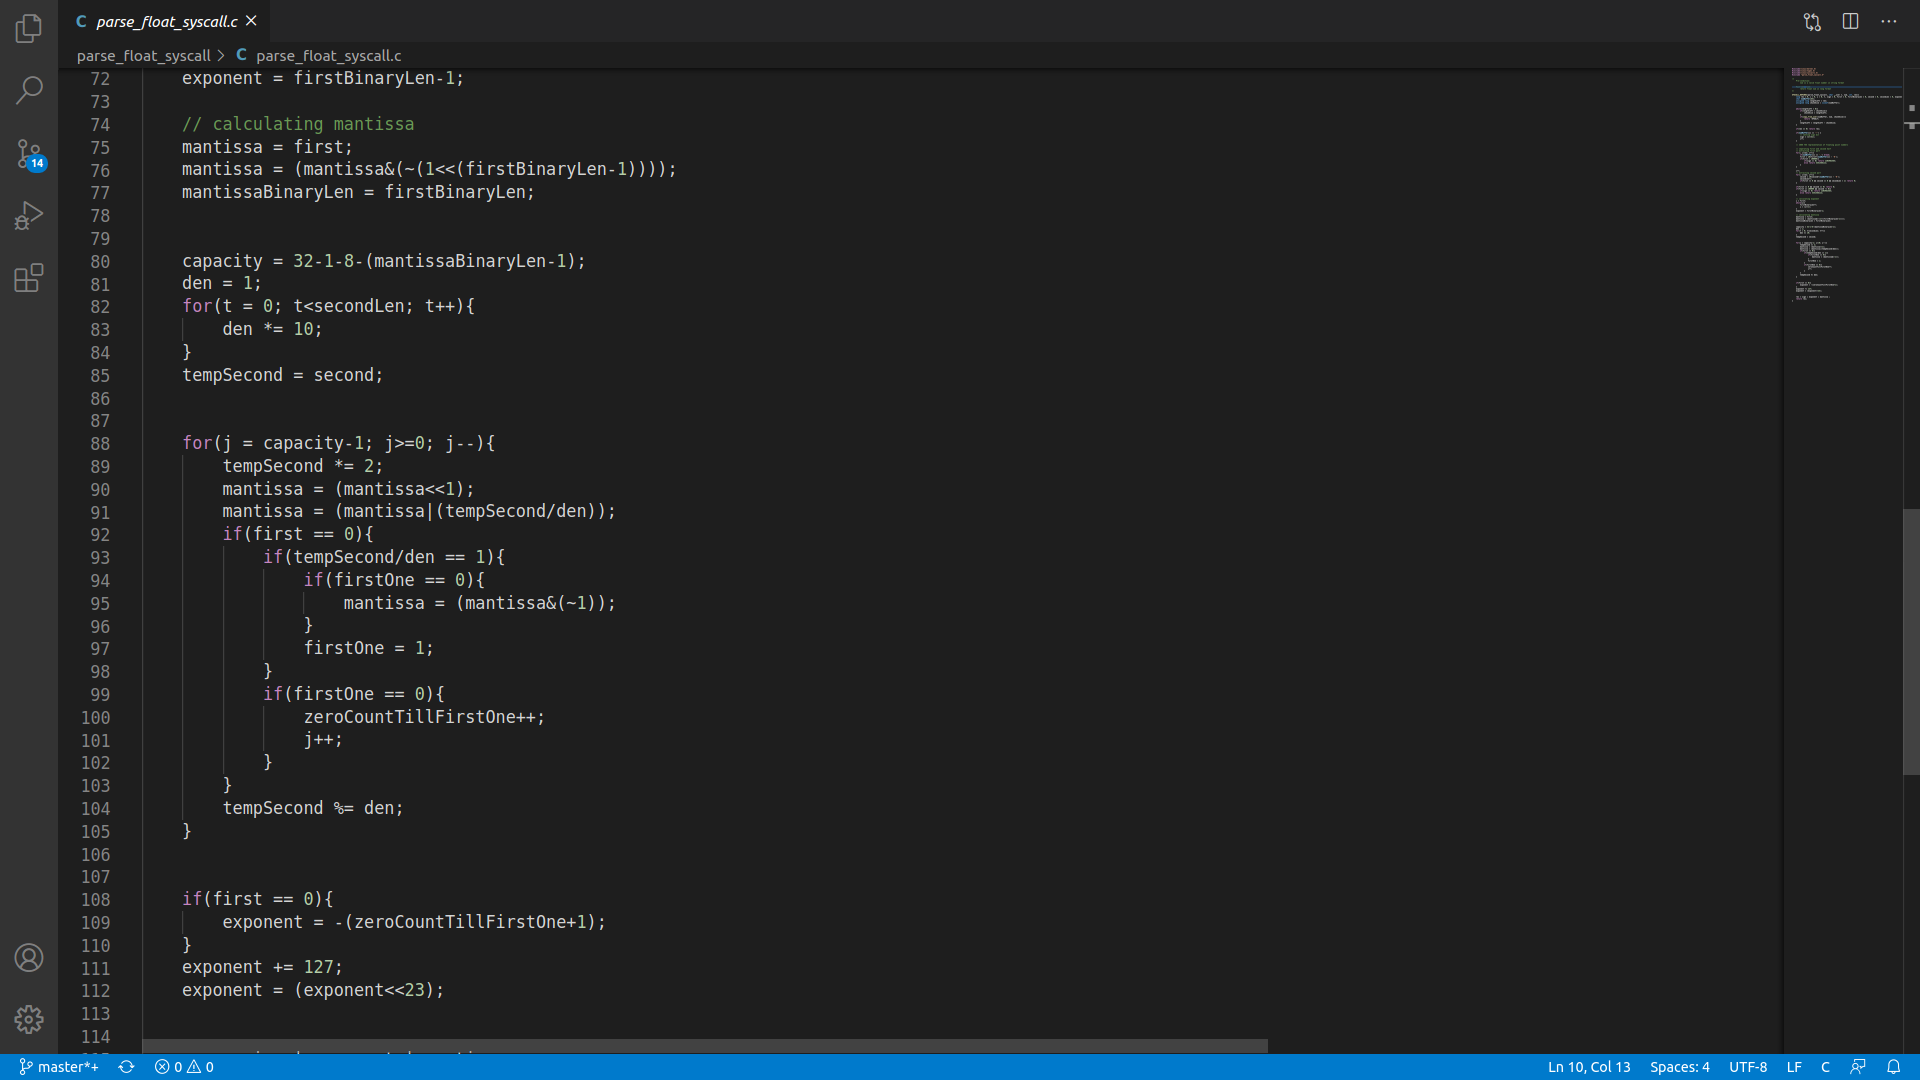 parse_float_syscall.c
parse_float_syscall > C parse_float_syscall.c
72 exponent = firstBinaryLen-1;
73
74 // calculating mantissa
75 mantissa = first;
76 mantissa = (mantissa&(~(1<<(firstBinaryLen-1))));
77 mantissaBinaryLen = firstBinaryLen;
78
79
80 capacity = 32-1-8-(mantissaBinaryLen-1);
81 den = 1;
82 for(t = 0; t<secondLen; t++){
83 den *= 10;
84 }
85 tempSecond = second;
86
87
88 for(j = capacity-1; j>=0; j--){
89 tempSecond *= 2;
90 mantissa = (mantissa<<1);
91 mantissa = (mantissa|(tempSecond/den));
92 if(first == 0){
93 if(tempSecond/den == 1){
94 if(firstOne == 0){
95 mantissa = (mantissa&(~1));
96 }
97 firstOne = 1;
98 }
99 if(firstOne == 0){
100 zeroCountTillFirstOne++;
101 j++;
102 }
103 }
104 tempSecond %= den;
105 }
106
107
108 if(first == 0){
109 exponent = -(zeroCountTillFirstOne+1);
110 }
111 exponent += 127;
112 exponent = (exponent<<23);
113
114
14
master*+ 0 0 Ln 10, Col 13 Spaces: 4 UTF-8 LF C